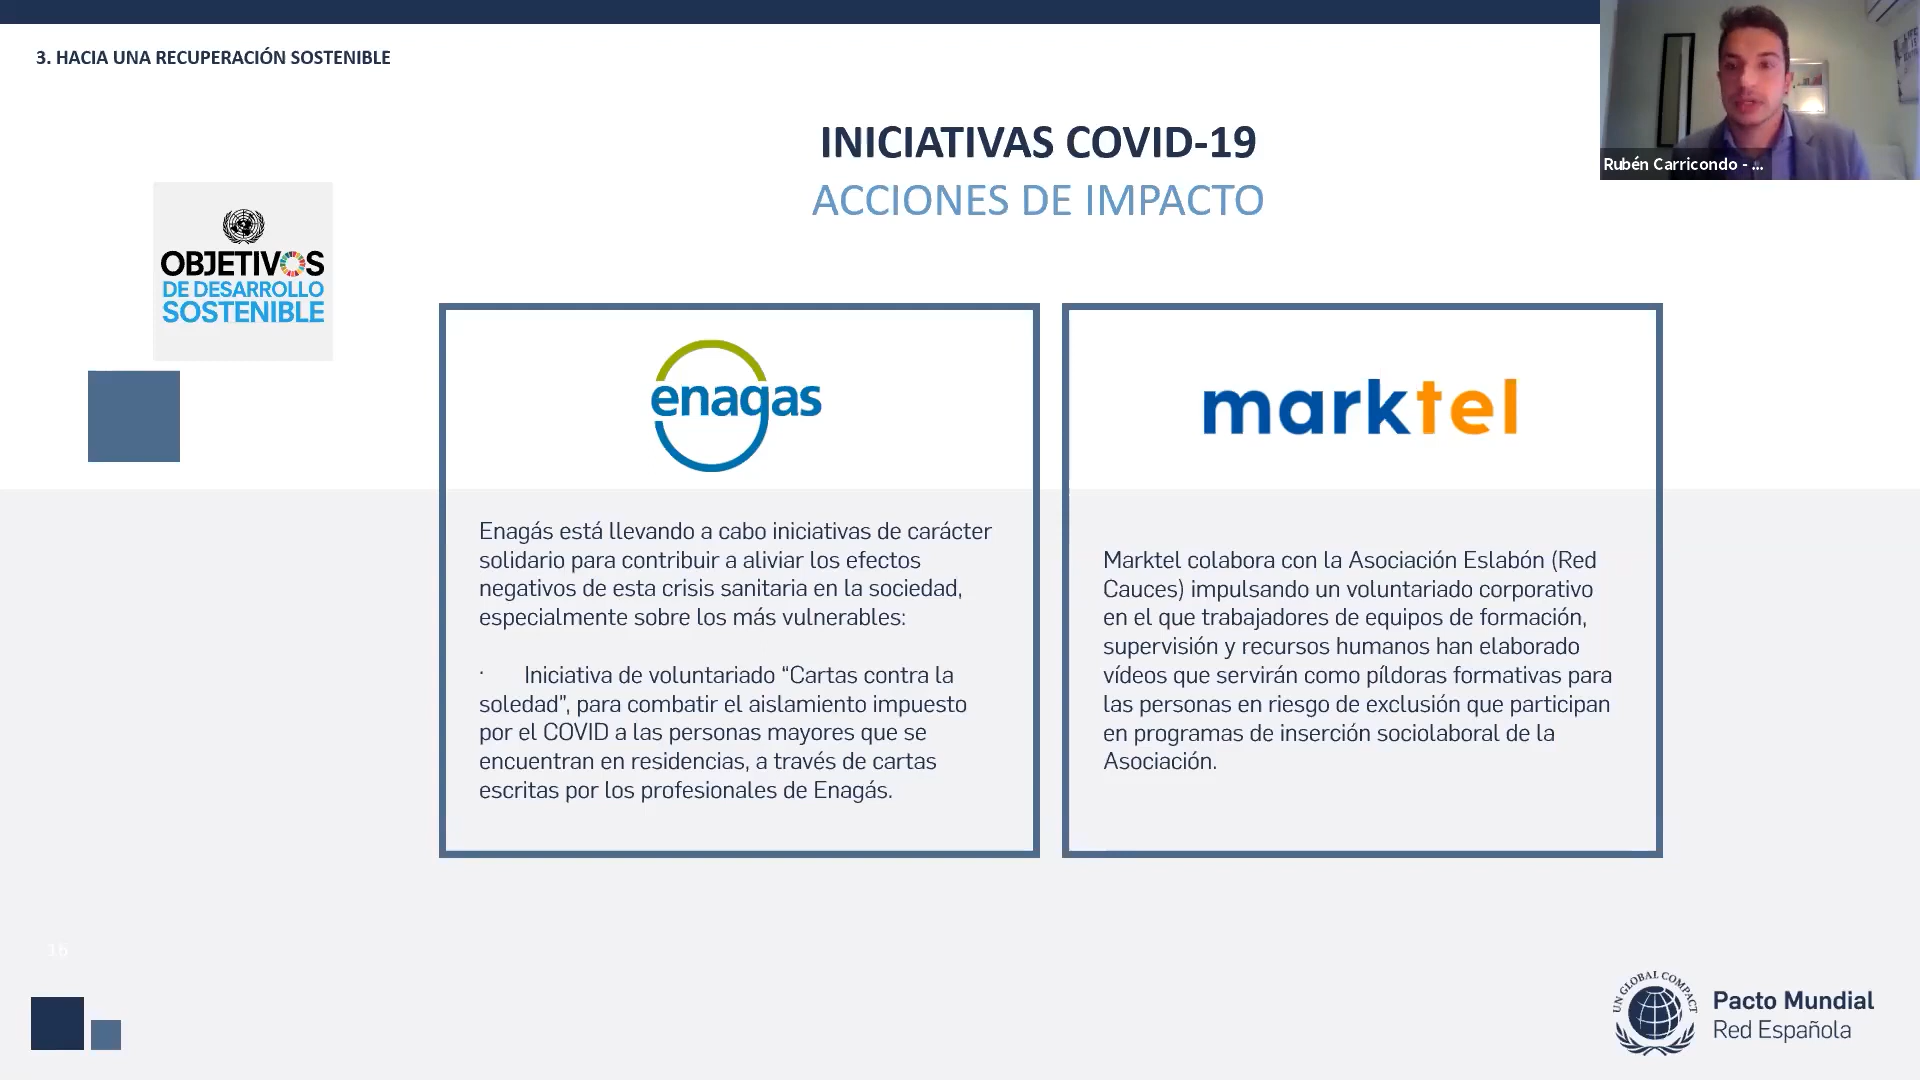 3. HACIA UNA RECUPERACIÓN SOSTENIBLE
INICIATIVAS COVID-19
ACCIONES DE IMPACTO
Rubén Carricondo - ...
OBJETIVOS
DE DESARROLLO
SOSTENIBLE
enagas
Enagás está llevando a cabo iniciativas de carácter
solidario para contribuir a aliviar los efectos
negativos de esta crisis sanitaria en la sociedad,
especialmente sobre los más vulnerables:
· Iniciativa de voluntariado “Cartas contra la
soledad”, para combatir el aislamiento impuesto
por el COVID a las personas mayores que se
encuentran en residencias, a través de cartas
escritas por los profesionales de Enagás.
marktel
Marktel colabora con la Asociación Eslabón (Red
Cauces) impulsando un voluntariado corporativo
en el que trabajadores de equipos de formación,
supervisión y recursos humanos han elaborado
vídeos que servirán como píldoras formativas para
las personas en riesgo de exclusión que participan
en programas de inserción sociolaboral de la
Asociación.
16
UN GLOBAL COMPACT
Pacto Mundial
Red Española